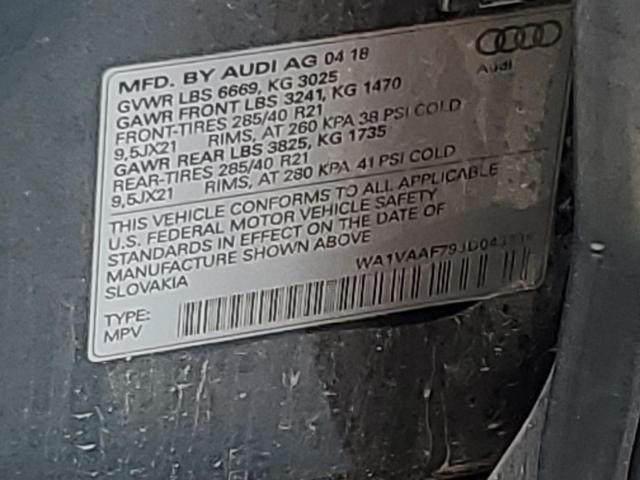 MFD. BY AUDI AG 04 18
GVWR LBS 6669, KG 3025
GAWR FRONT LBS 3241, KG 1470
FRONT-TIRES 285/40 R21
9,5JX21 RIMS, AT 260 KPA 38 PSI COLD
GAWR REAR LBS 3825, KG 1735
REAR-TIRES 285/40 R21
9,5JX21 RIMS, AT 280 KPA 41 PSI COLD
Audi
THIS VEHICLE CONFORMS TO ALL APPLICABLE
U.S. FEDERAL MOTOR VEHICLE SAFETY
STANDARDS IN EFFECT ON THE DATE OF
MANUFACTURE SHOWN ABOVE
SLOVAKIA
TYPE:
MPV